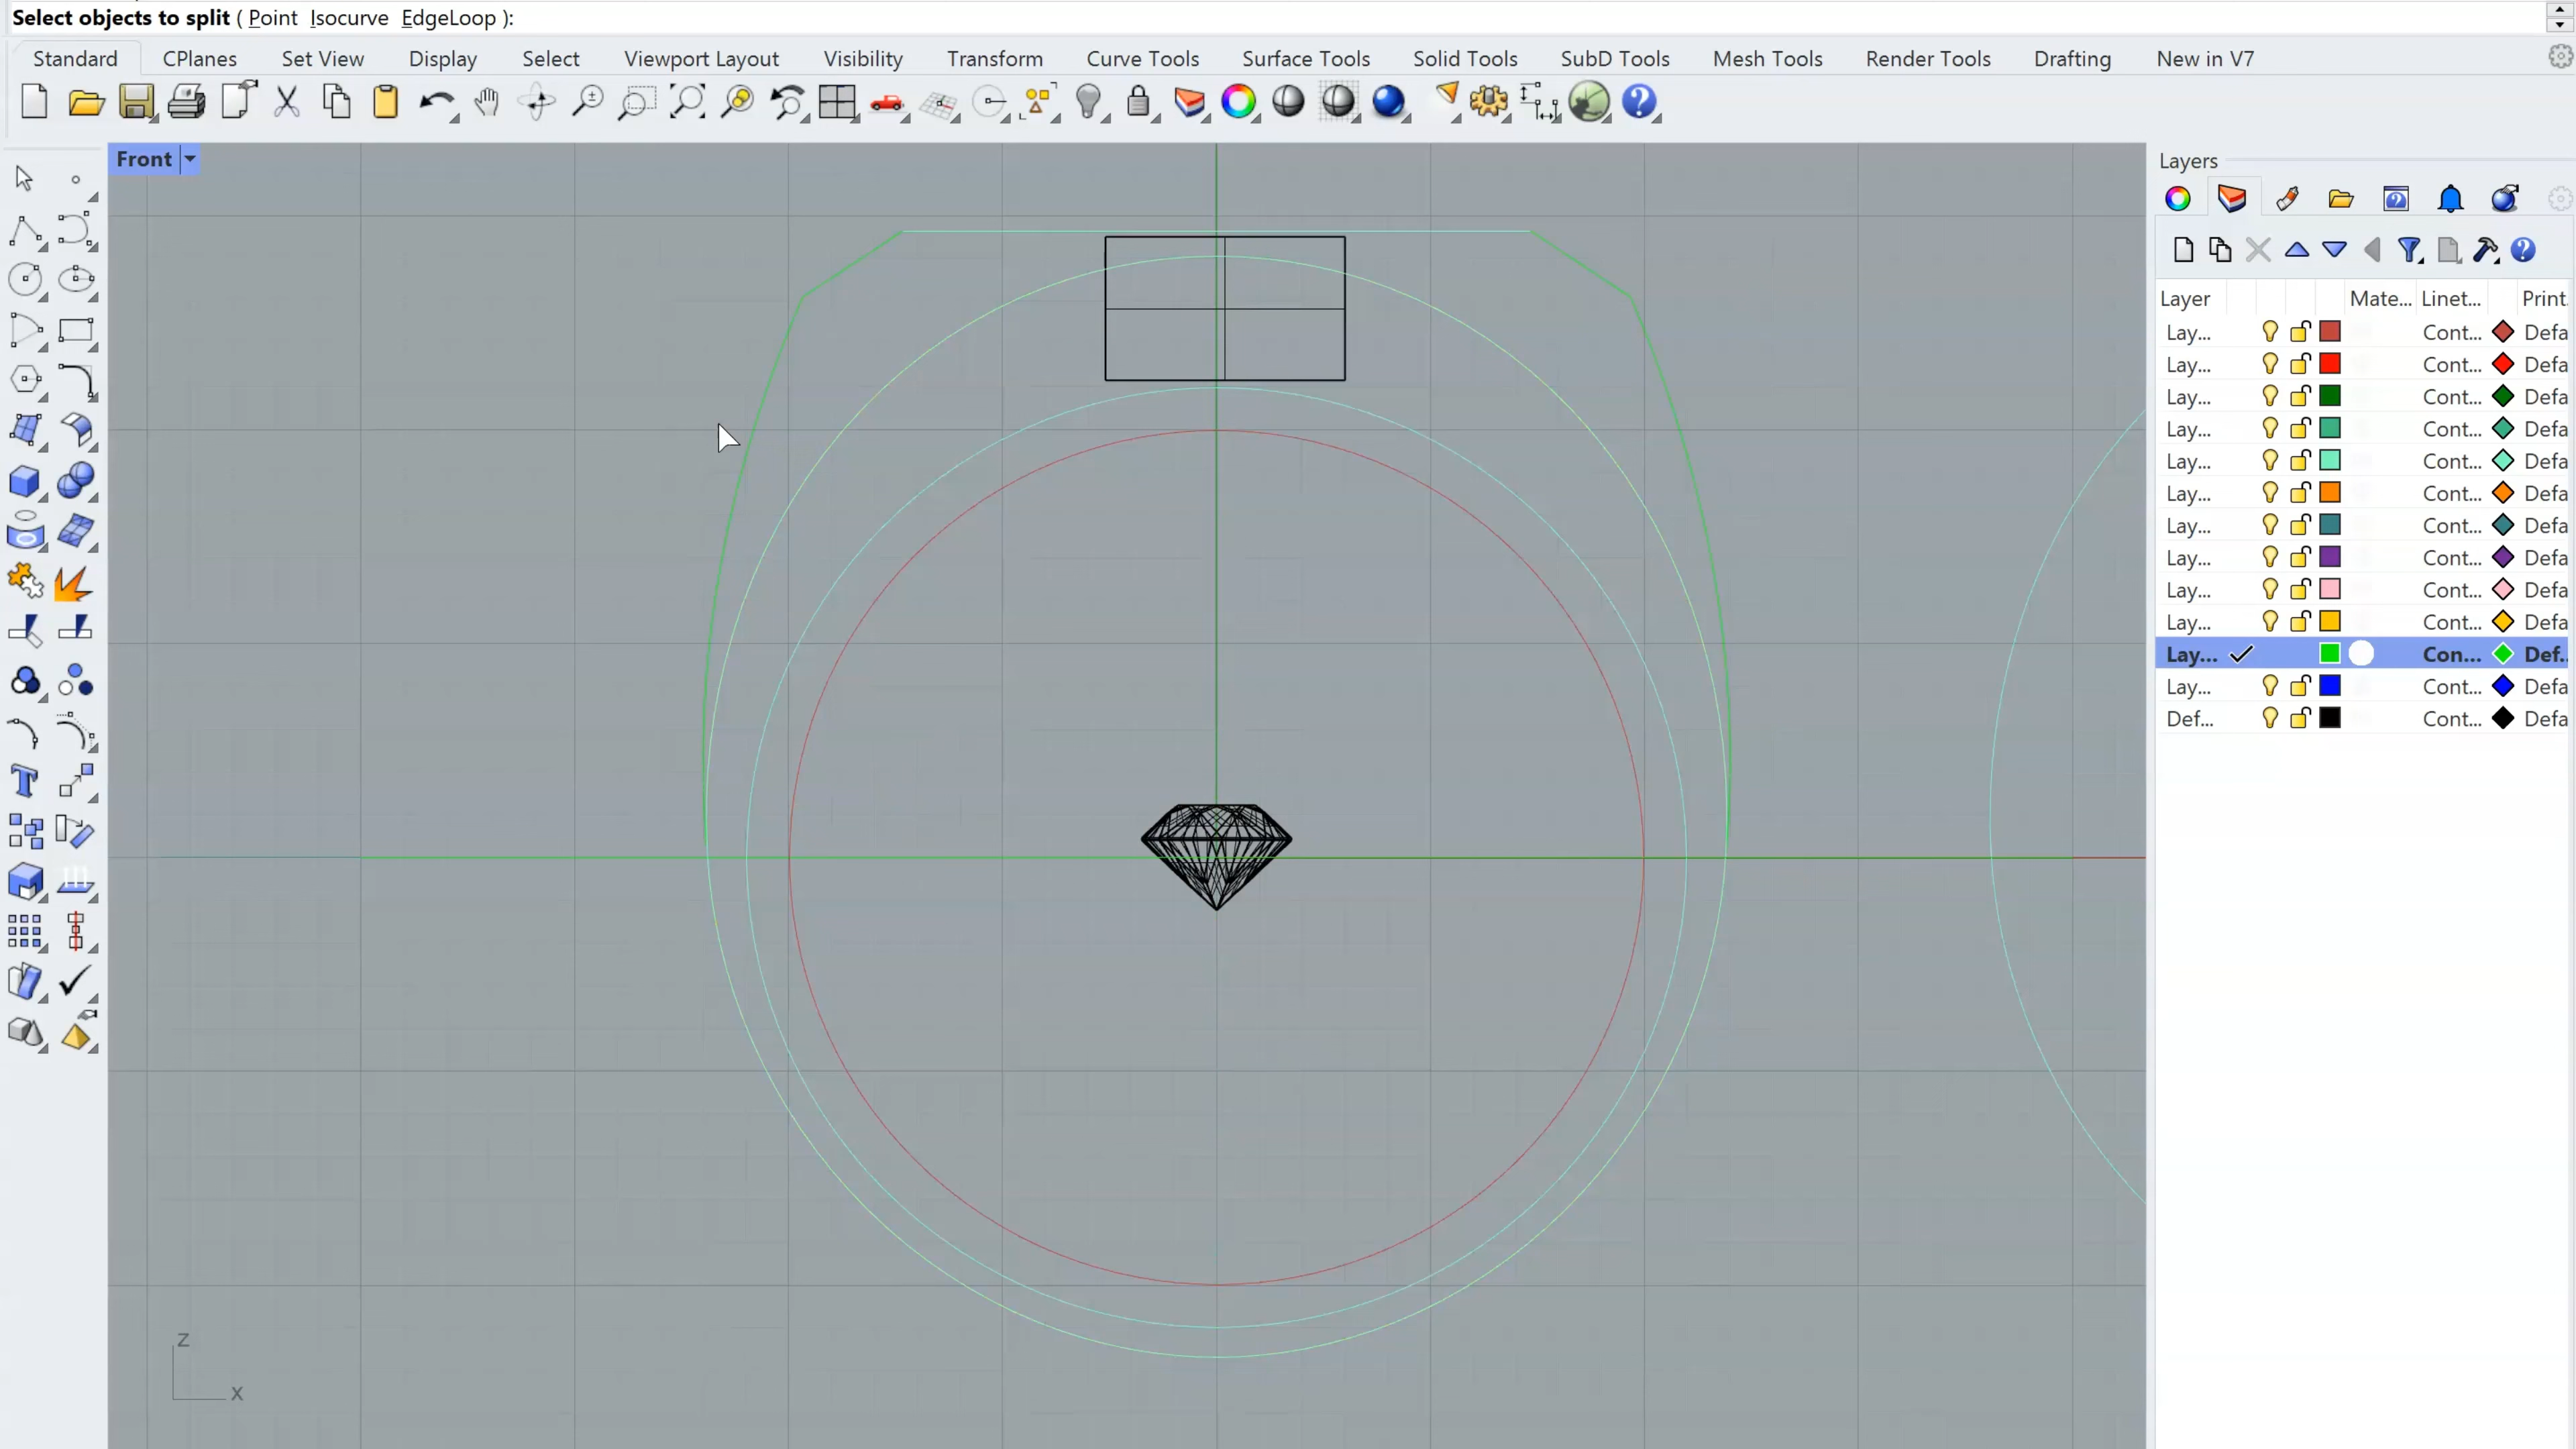 Select objects to split ( Point Isocurve EdgeLoop ):
Standard CPlanes Set View Display Select Viewport Layout Visibility Transform Curve Tools Surface Tools Solid Tools SubD Tools Mesh Tools Render Tools Drafting New in V7
Front
Layers
Layer Mate... Linet... Print
Lay... Cont... Defa
Lay... Cont... Defa
Lay... Cont... Defa
Lay... Cont... Defa
Lay... Cont... Defa
Lay... Cont... Defa
Lay... Cont... Defa
Lay... Cont... Defa
Lay... Cont... Defa
Lay... Cont... Defa
Lay... Con... Def...
Lay... Cont... Defa
Def... Cont... Defa
z
x